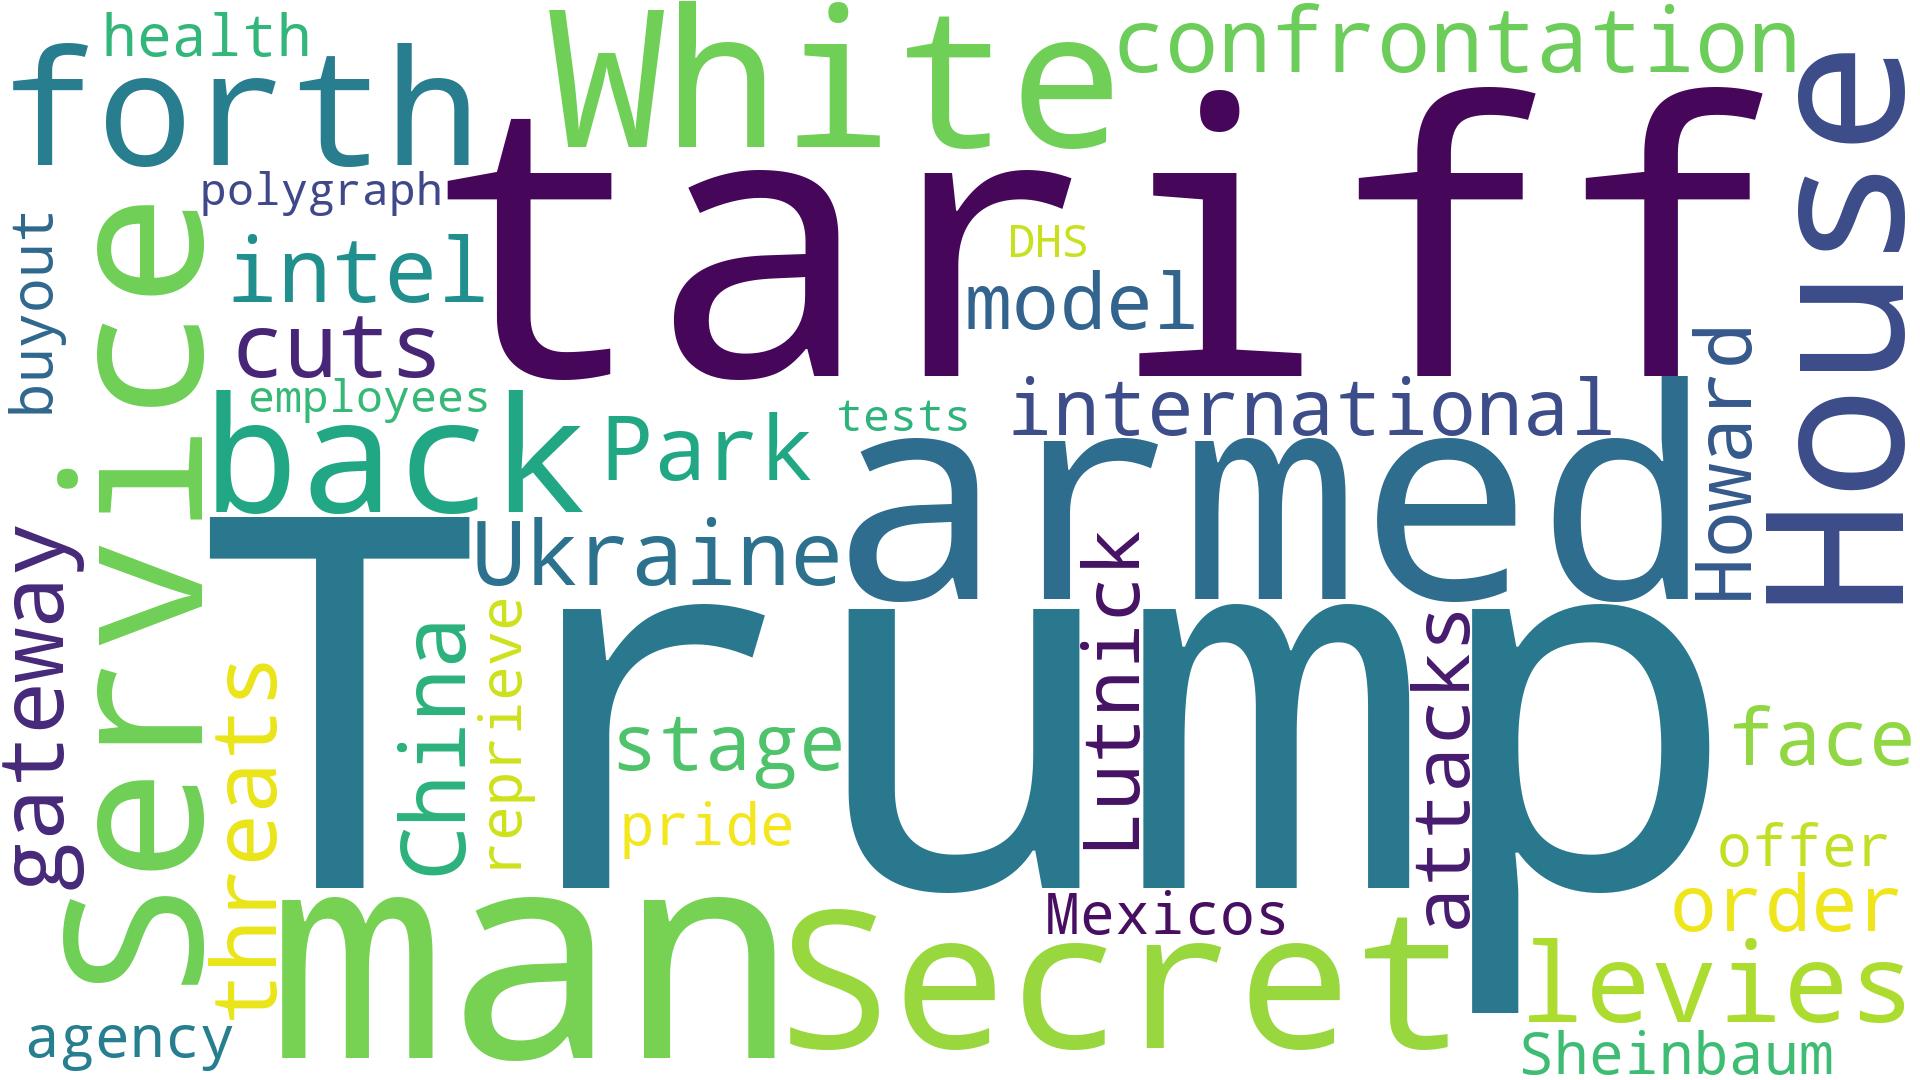 health
White
confrontation
forth
tariff
House
polygraph
Service
buyout
intel
DHS
model
cuts
Howard
employees
back
Park
tests
international
armed
Ukraine
gateway
Trump
Lutnick
reprieve
China
attacks
threats
stage
face
pride
offer
man
Secret
Mexicos
order
levies
agency
Sheinbaum